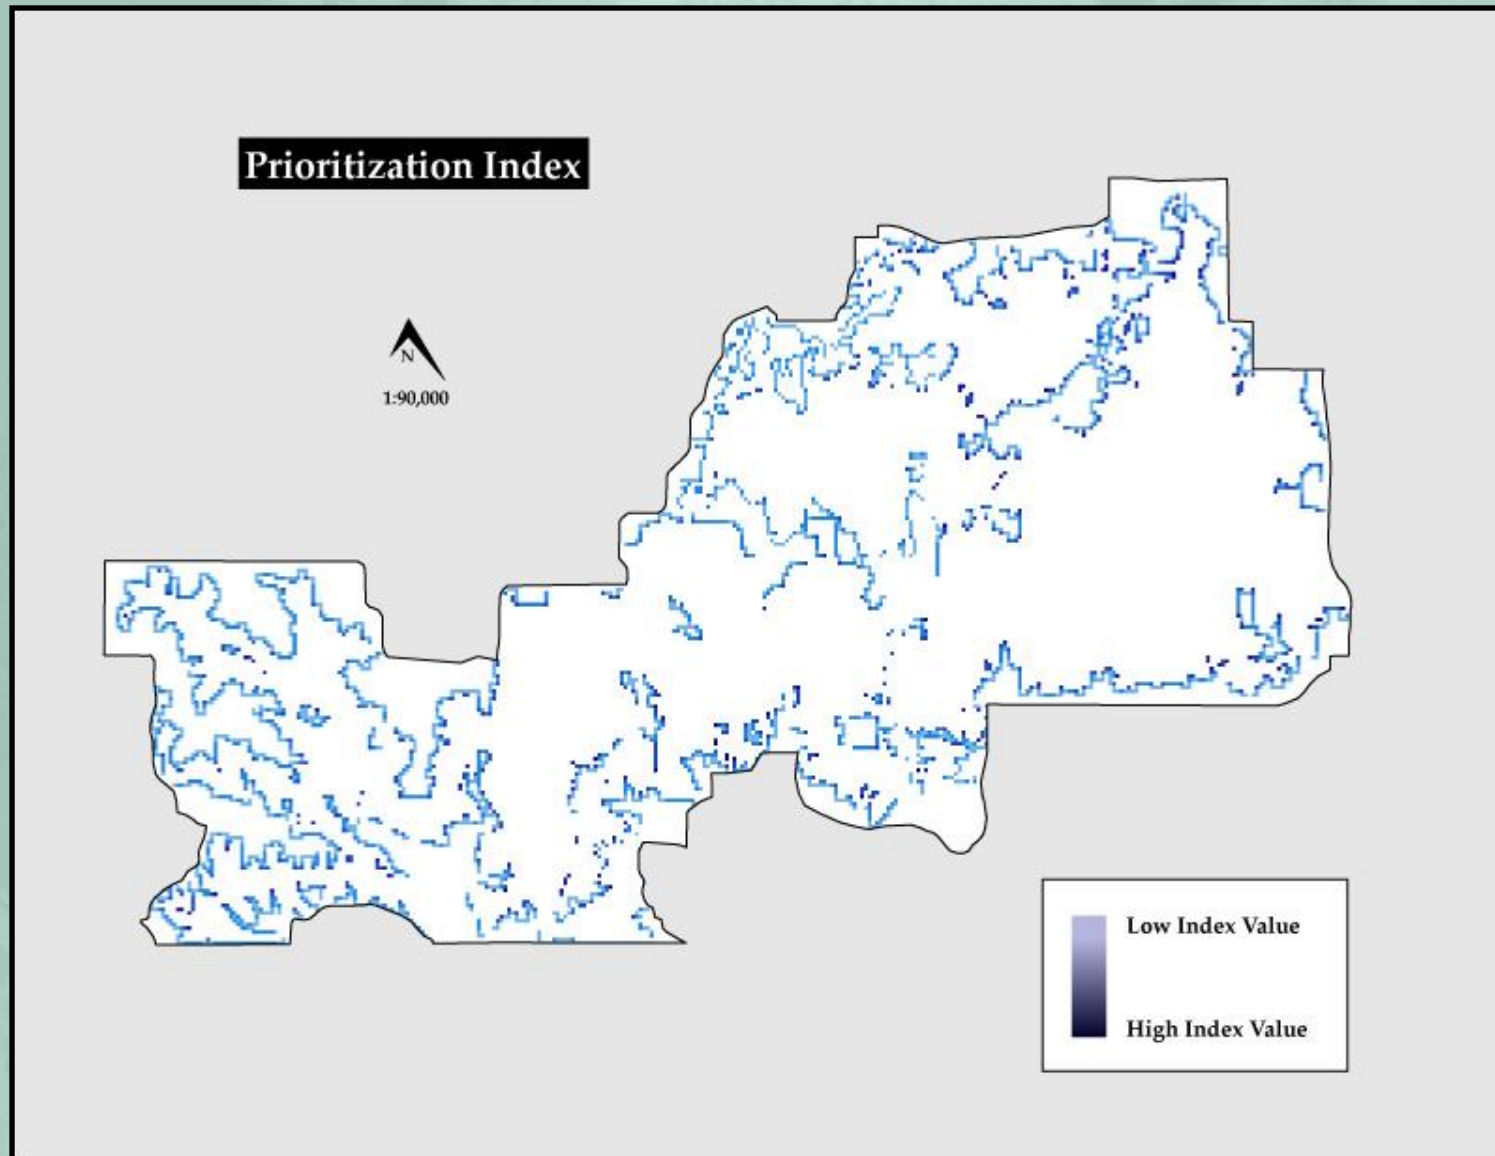 Prioritization Index
N
1:90,000
Low Index Value
High Index Value